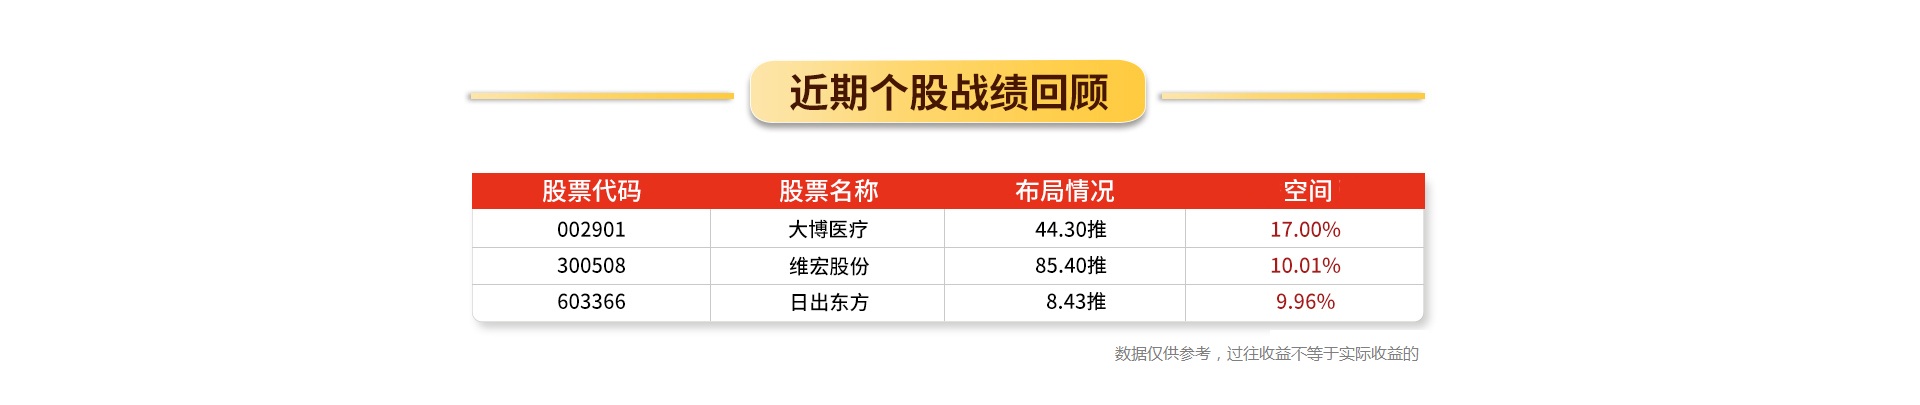 近期个股战绩回顾
股票代码 股票名称 布局情况 空间
002901 大博医疗 44.30推 17.00%
300508 维宏股份 85.40推 10.01%
603366 日出东方 8.43推 9.96%
数据仅供参考，过往收益不等于实际收益的